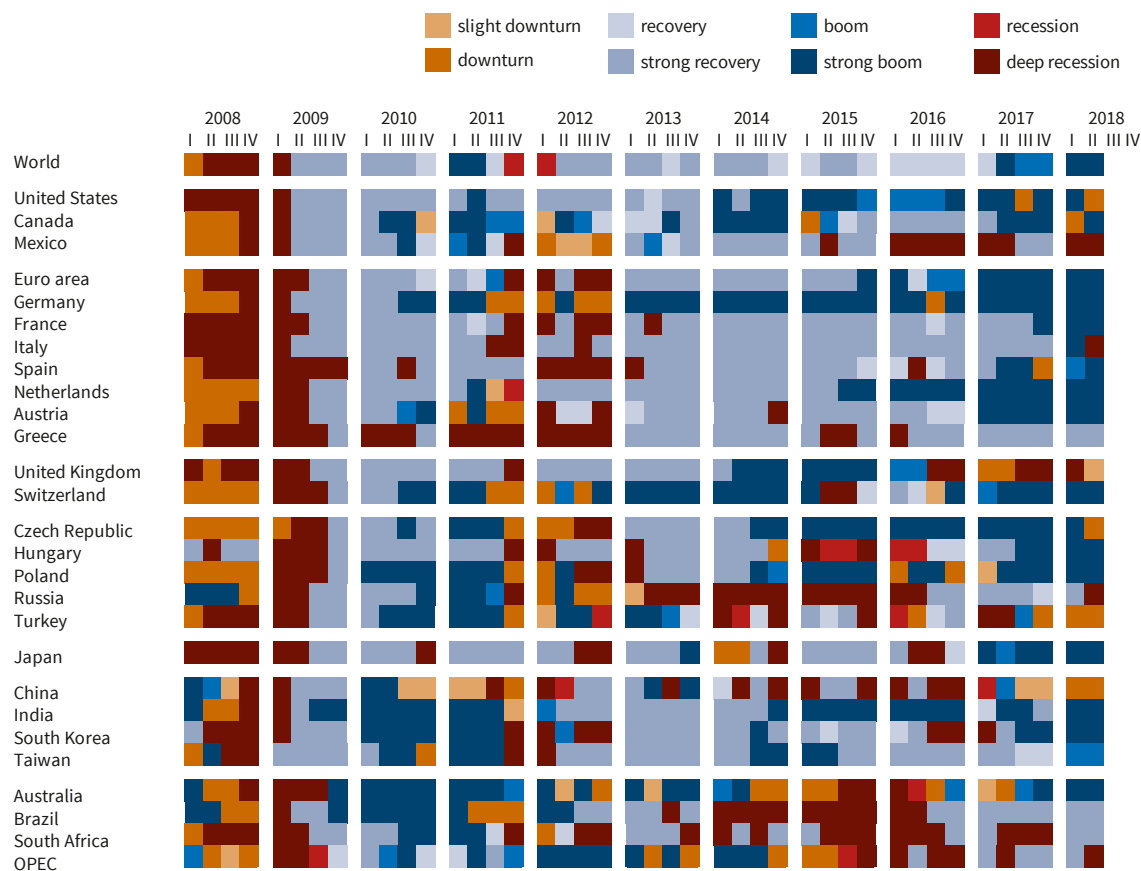 slight downturn recovery boom recession
downturn strong recovery strong boom deep recession
2008 2009 2010 2011 2012 2013 2014 2015 2016 2017 2018
I II III IV I II III IV I II III IV I II III IV I II III IV I II III IV I II III IV I II III IV I II III IV I II III IV I II III IV
World
United States
Canada
Mexico
Euro area
Germany
France
Italy
Spain
Netherlands
Austria
Greece
United Kingdom
Switzerland
Czech Republic
Hungary
Poland
Russia
Turkey
Japan
China
India
South Korea
Taiwan
Australia
Brazil
South Africa
OPEC